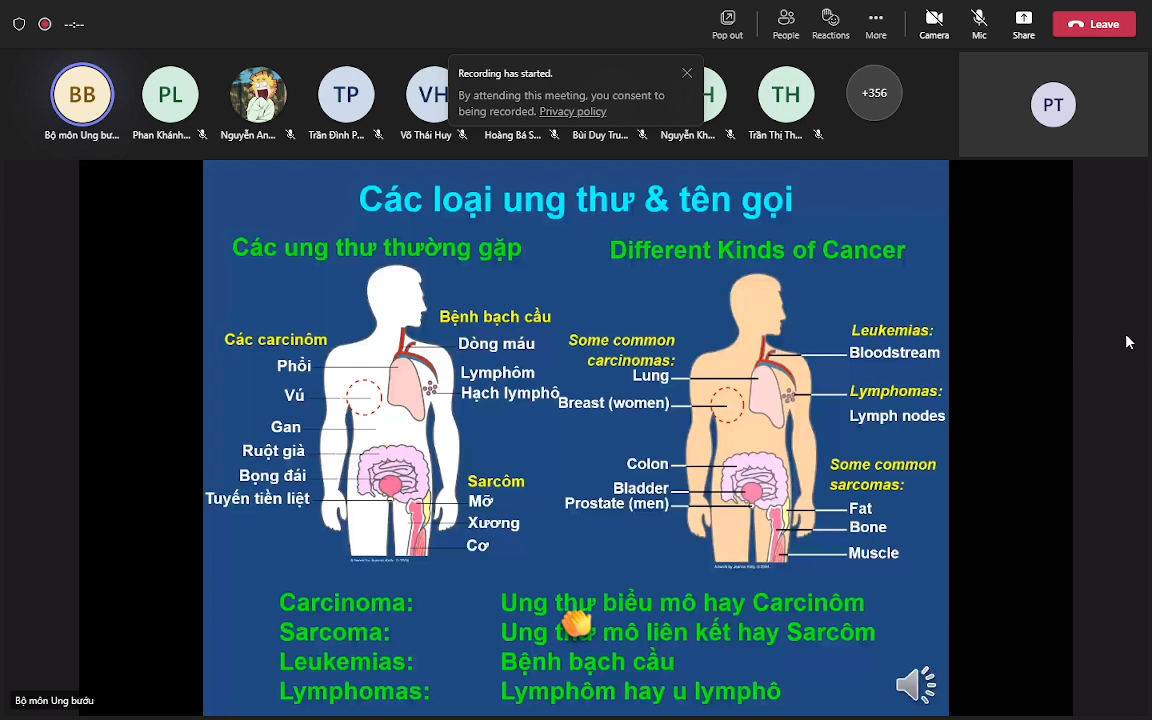 --:--
Pop out
People
Reactions
More
Camera
Mic
Share
Leave
Recording has started.
By attending this meeting, you consent to
being recorded. Privacy policy
BB
PL
TP
VH
H
TH
+356
PT
Bộ môn Ung bư...
Phan Khánh...
Nguyễn An...
Trần Đình P...
Võ Thái Huy
Hoàng Bá S...
Bùi Duy Tru...
Nguyễn Kh...
Trần Thị Th...
Các loại ung thư & tên gọi
Các ung thư thường gặp
Bệnh bạch cầu
Các carcinôm
Dòng máu
Phổi
Lymphôm
Vú
Hạch lymphô
Gan
Ruột già
Bọng đái
Sarcôm
Tuyến tiền liệt
Mỡ
Xương
Cơ
Different Kinds of Cancer
Leukemias:
Some common
carcinomas:
Bloodstream
Lung
Lymphomas:
Breast (women)
Lymph nodes
Colon
Some common
sarcomas:
Bladder
Prostate (men)
Fat
Bone
Muscle
Carcinoma: Ung thư biểu mô hay Carcinôm
Sarcoma: Ung thư mô liên kết hay Sarcôm
Leukemias: Bệnh bạch cầu
Lymphomas: Lymphôm hay u lymphô
Bộ môn Ung bướu